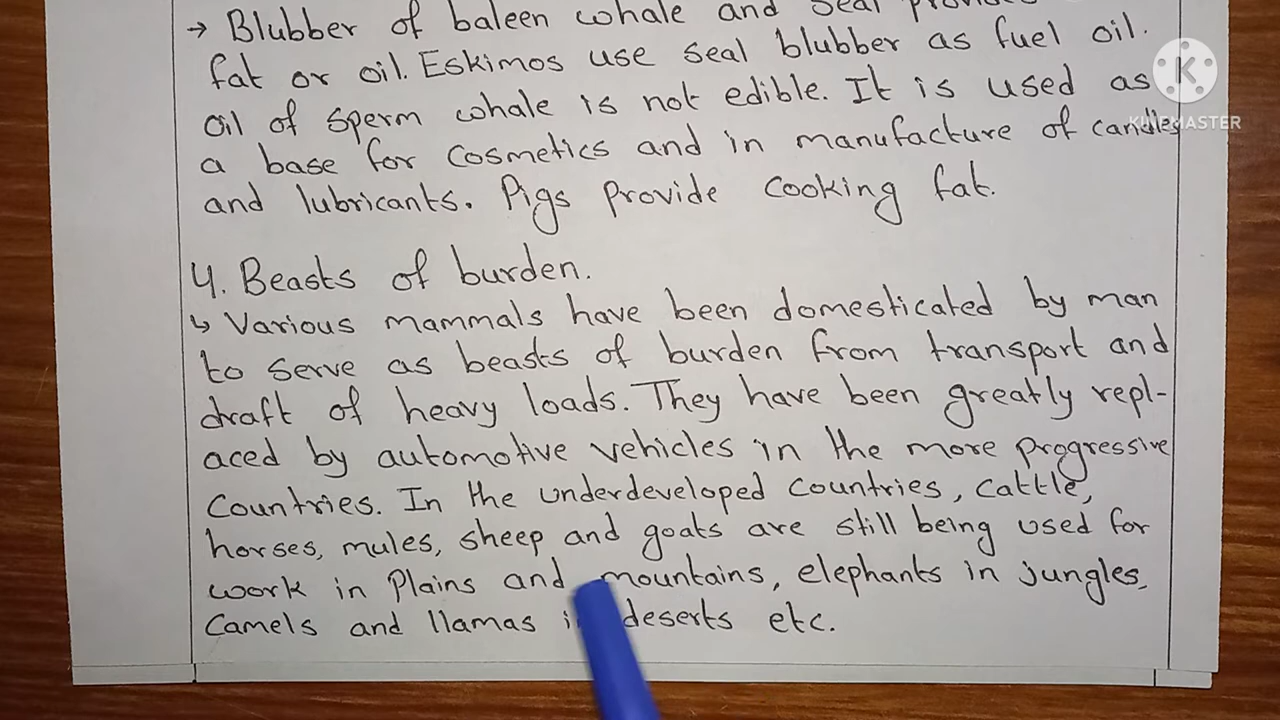 → Blubber of baleen whale and Seal
fat or oil. Eskimos use seal blubber as fuel oil.
oil of sperm whale is not edible. It is used as
a base for cosmetics and in manufacture of candles
and lubricants. Pigs provide cooking fat.
4. Beasts of burden.
↳ Various mammals have been domesticated by man
to serve as beasts of burden from transport and
draft of heavy loads. They have been greatly repl-
aced by automotive vehicles in the more progressive
Countries. In the underdeveloped countries, cattle,
horses, mules, sheep and goats are still being used for
work in Plains and mountains, elephants in jungles,
Camels and llamas deserts etc.
K
KINEMASTER